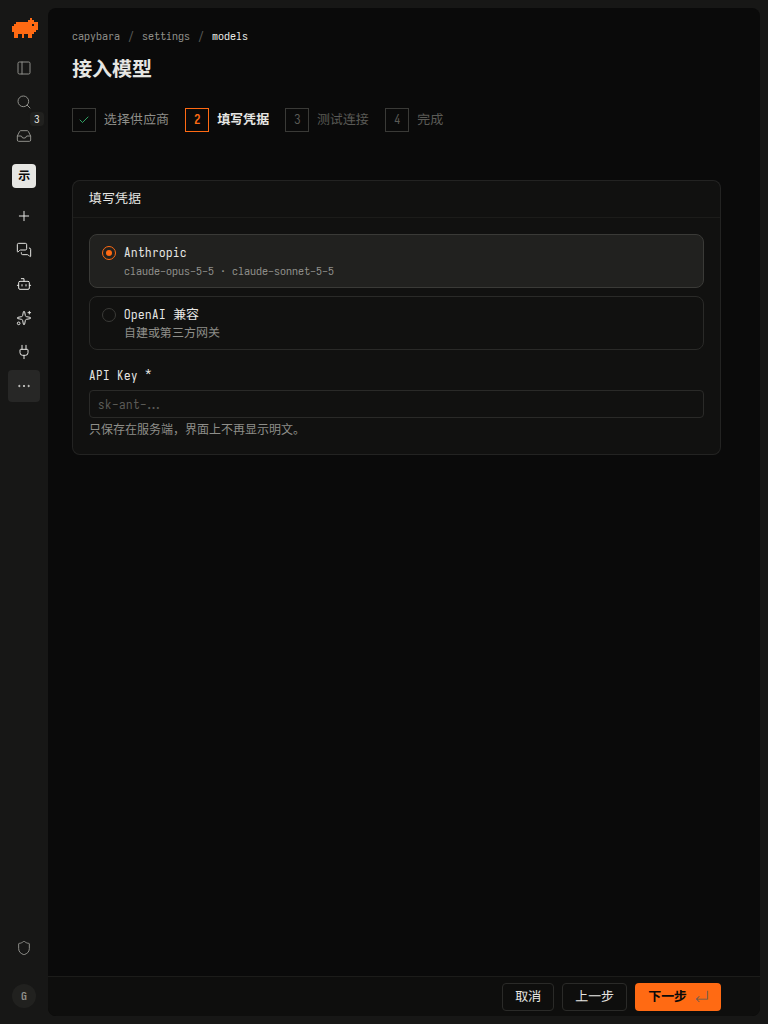 capybara / settings / models
接入模型
选择供应商 2 填写凭据 3 测试连接 4 完成
3
示
填写凭据
Anthropic
claude-opus-5-5 · claude-sonnet-5-5
OpenAI 兼容
自建或第三方网关
API Key *
sk-ant-...
只保存在服务端，界面上不再显示明文。
G
取消 上一步 下一步